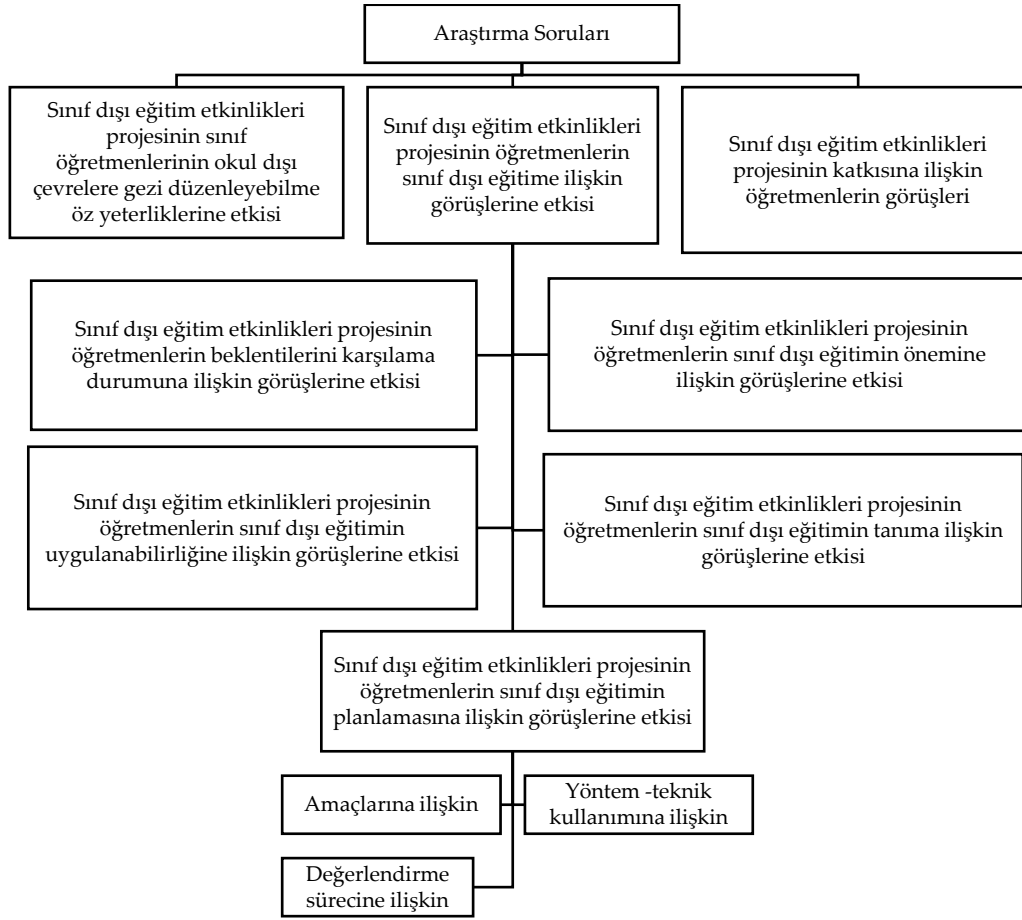 Araştırma Soruları
Sınıf dışı eğitim etkinlikleri
projesinin sınıf
öğretmenlerinin okul dışı
çevrelere gezi düzenleyebilme
öz yeterliklerine etkisi
Sınıf dışı eğitim etkinlikleri
projesinin öğretmenlerin
sınıf dışı eğitime ilişkin
görüşlerine etkisi
Sınıf dışı eğitim etkinlikleri
projesinin katkısına ilişkin
öğretmenlerin görüşleri
Sınıf dışı eğitim etkinlikleri projesinin
öğretmenlerin beklentilerini karşılama
durumuna ilişkin görüşlerine etkisi
Sınıf dışı eğitim etkinlikleri projesinin
öğretmenlerin sınıf dışı eğitimin önemine
ilişkin görüşlerine etkisi
Sınıf dışı eğitim etkinlikleri projesinin
öğretmenlerin sınıf dışı eğitimin
uygulanabilirliğine ilişkin görüşlerine etkisi
Sınıf dışı eğitim etkinlikleri projesinin
öğretmenlerin sınıf dışı eğitimin tanıma ilişkin
görüşlerine etkisi
Sınıf dışı eğitim etkinlikleri projesinin
öğretmenlerin sınıf dışı eğitimin
planlamasına ilişkin görüşlerine etkisi
Amaçlarına ilişkin
Yöntem -teknik
kullanımına ilişkin
Değerlendirme
sürecine ilişkin